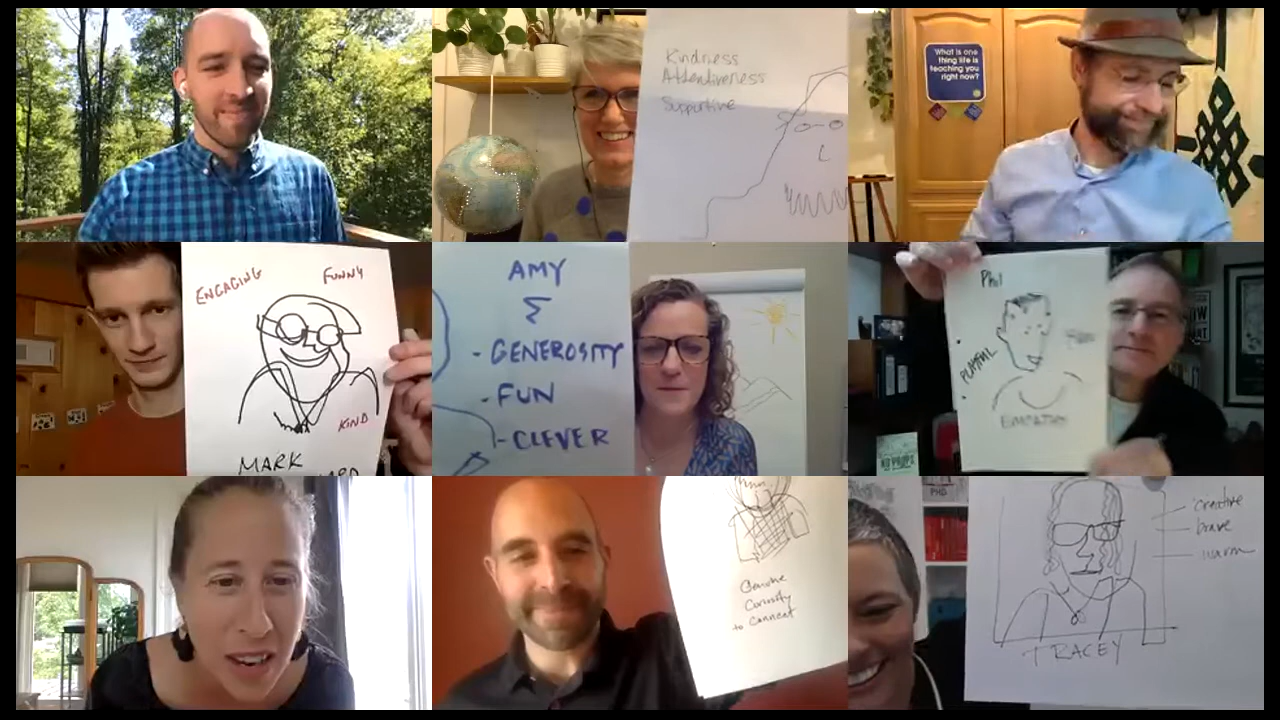 Kindness
Attentiveness
Supportive
What is one
thing life is
teaching you
right now?
ENGAGING
FUNNY
KIND
MARK
AMY
- GENEROSITY
- FUN
- CLEVER
Phil
PLAYFUL
EMPATHY
Genuine
Curiosity
to connect
creative
brave
warm
TRACEY